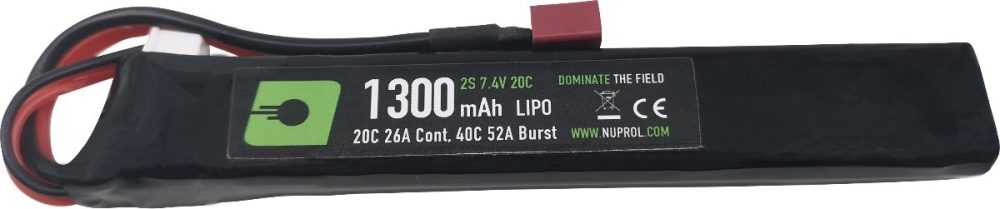 1300 mAh LIPO
2S 7.4V 20C
20C 26A Cont. 40C 52A Burst
DOMINATE THE FIELD
CE
WWW.NUPROL.COM